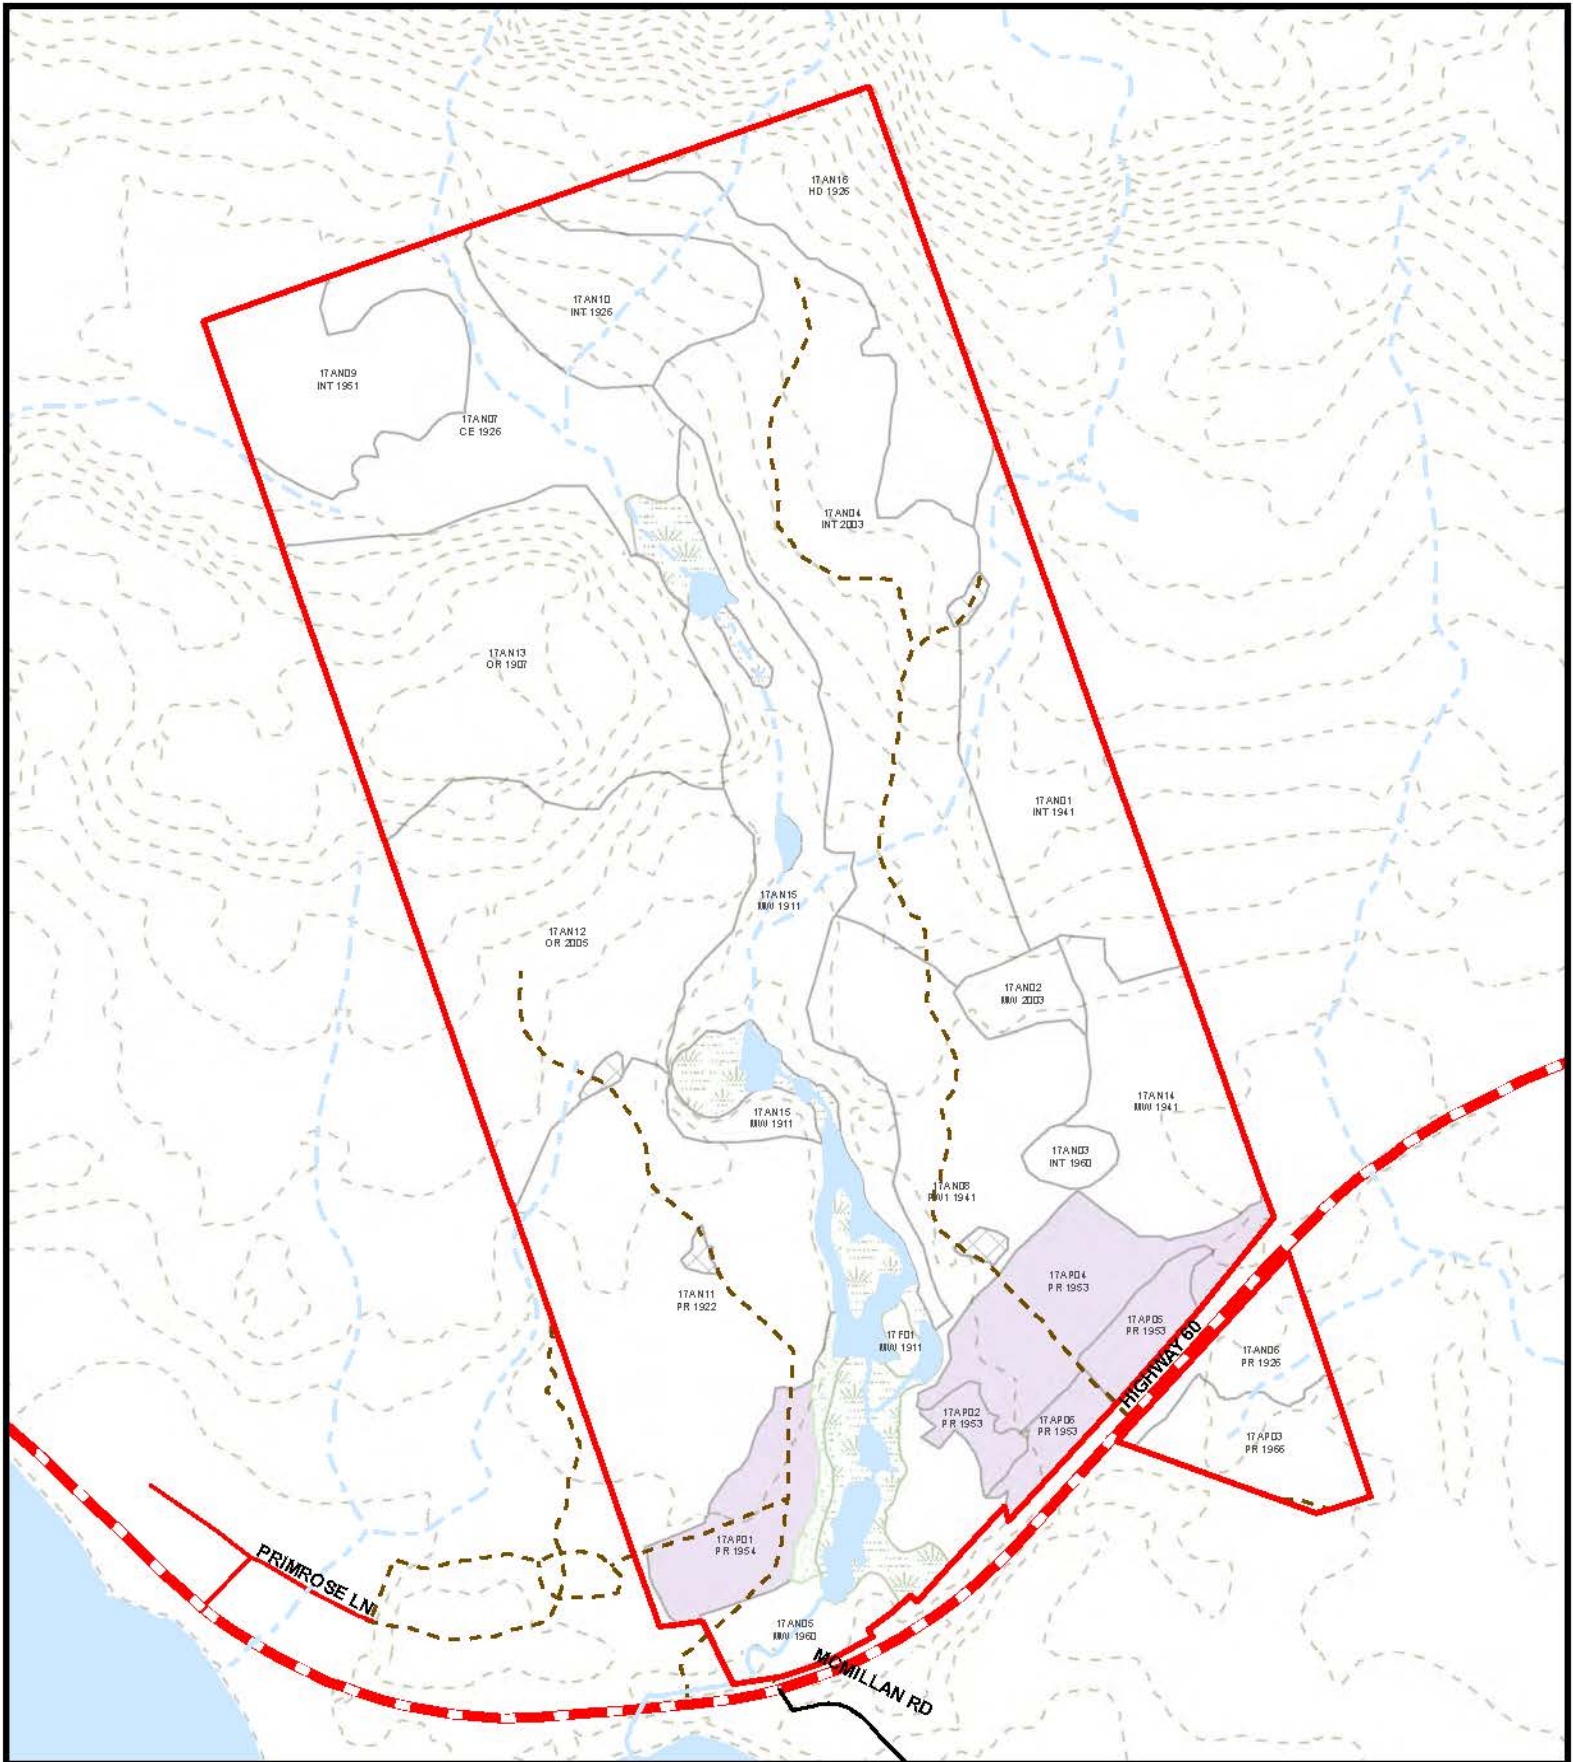 17AN16
HD 1926
17AN10
INT 1926
17AN09
INT 1951
17AN07
CE 1926
17AN04
INT 2003
17AN13
OR 1907
17AN01
INT 1941
17AN15
MW 1911
17AN12
OR 2005
17AN02
MW 2003
17AN15
MW 1911
17AN14
MW 1941
17AN03
INT 1960
17AN08
PW1 1941
17AP04
PR 1953
17AN11
PR 1922
17AP05
PR 1953
17F01
MW 1911
17AN06
PR 1926
HIGHWAY 60
17AP02
PR 1953
17AP06
PR 1953
17AP03
PR 1966
17AP01
PR 1954
PRIMROSE LN
17AN05
MW 1960
MCMILLAN RD